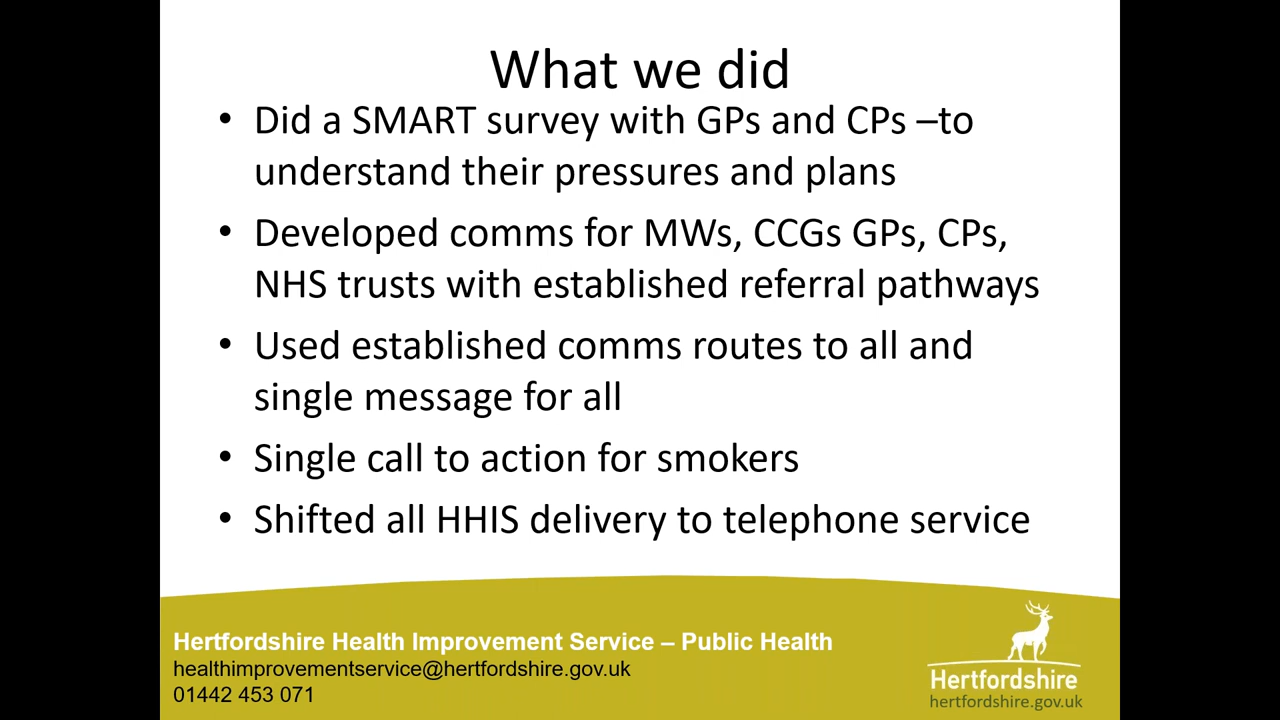 What we did
• Did a SMART survey with GPs and CPs –to
understand their pressures and plans
• Developed comms for MWs, CCGs GPs, CPs,
NHS trusts with established referral pathways
• Used established comms routes to all and
single message for all
• Single call to action for smokers
• Shifted all HHIS delivery to telephone service
Hertfordshire Health Improvement Service – Public Health
healthimprovementservice@hertfordshire.gov.uk
01442 453 071
Hertfordshire
hertfordshire.gov.uk